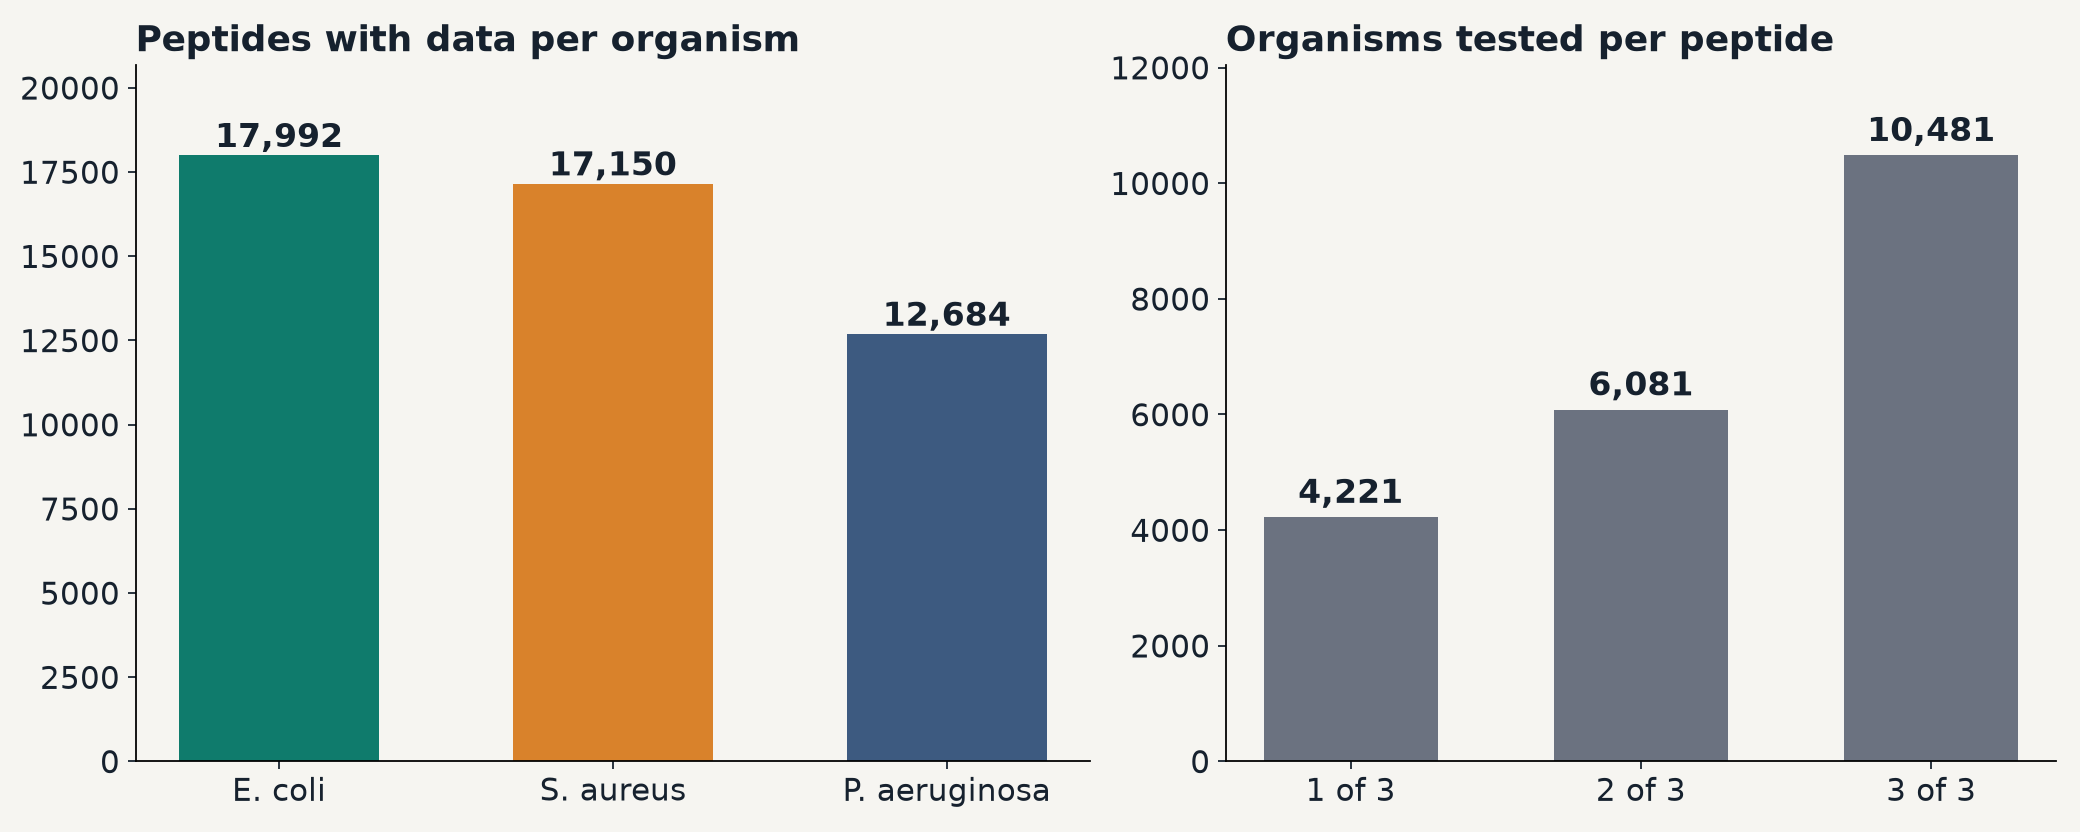 Peptides with data per organism
20000
17500
15000
12500
10000
7500
5000
2500
0
17,992
17,150
12,684
E. coli
S. aureus
P. aeruginosa
Organisms tested per peptide
12000
10000
8000
6000
4000
2000
0
4,221
6,081
10,481
1 of 3
2 of 3
3 of 3